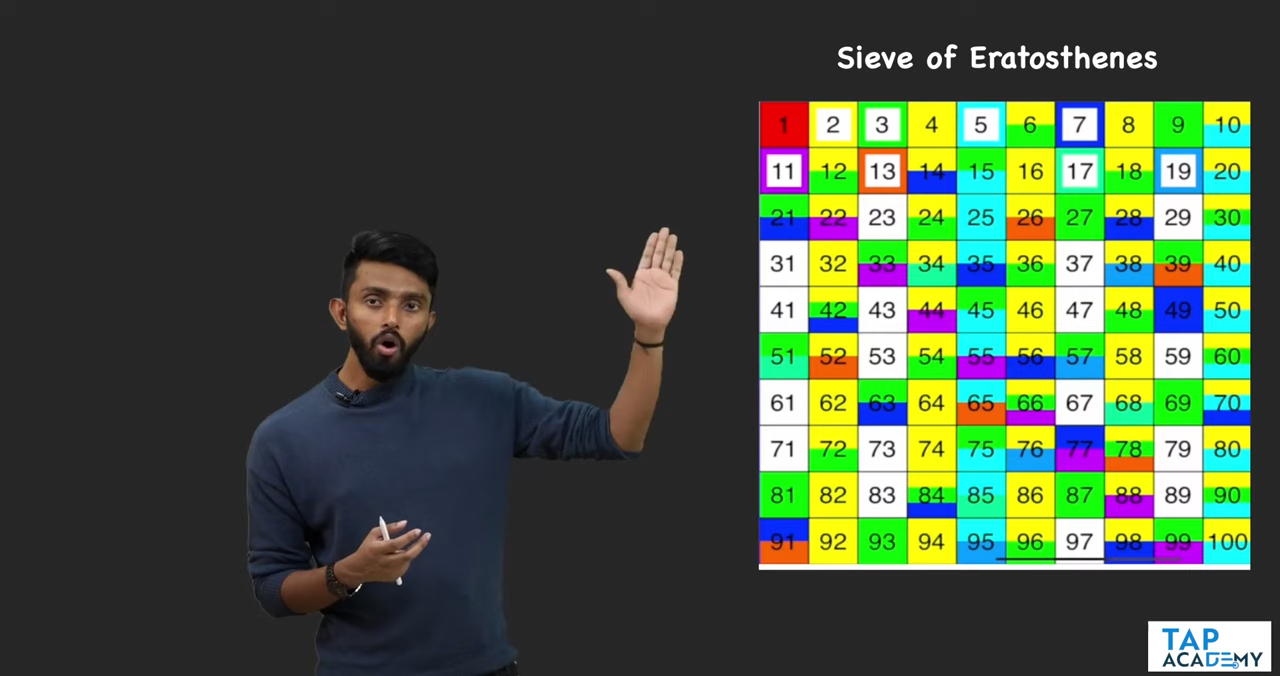 Sieve of Eratosthenes
1 2 3 4 5 6 7 8 9 10
11 12 13 14 15 16 17 18 19 20
21 22 23 24 25 26 27 28 29 30
31 32 33 34 35 36 37 38 39 40
41 42 43 44 45 46 47 48 49 50
51 52 53 54 55 56 57 58 59 60
61 62 63 64 65 66 67 68 69 70
71 72 73 74 75 76 77 78 79 80
81 82 83 84 85 86 87 88 89 90
91 92 93 94 95 96 97 98 99 100
TAP
ACADEMY